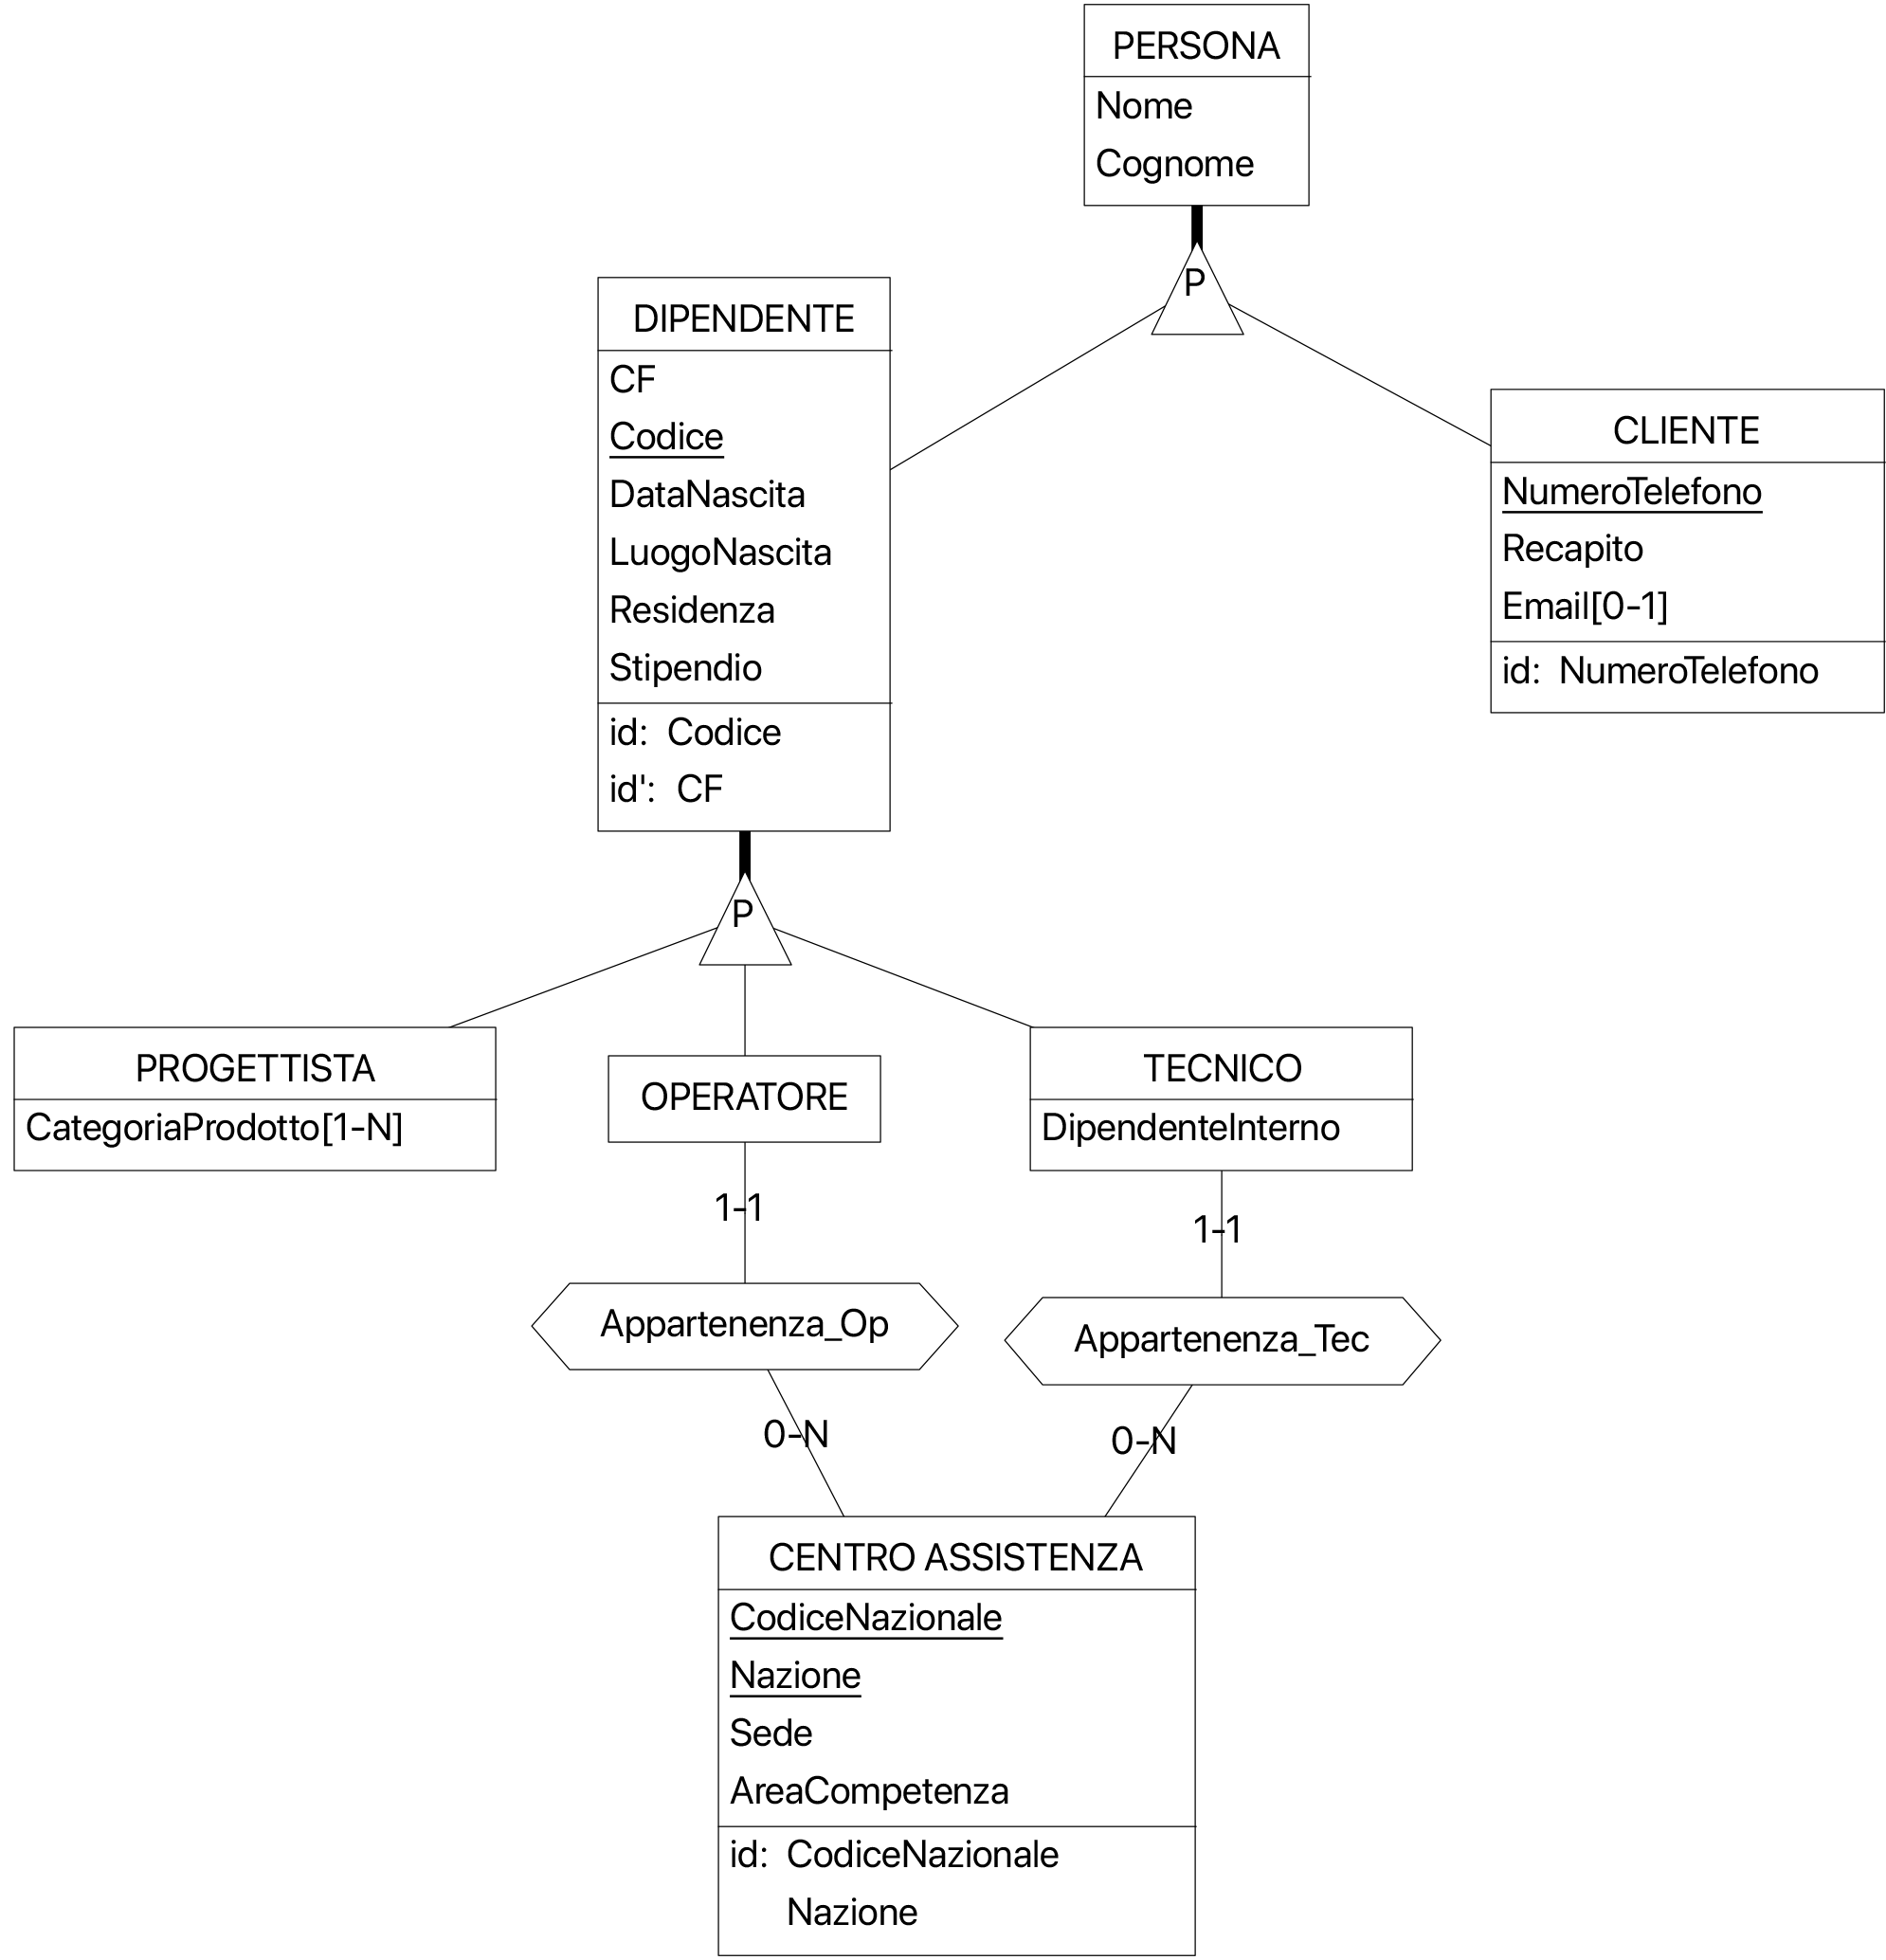 PERSONA
Nome
Cognome
P
DIPENDENTE
CF
Codice
DataNascita
LuogoNascita
Residenza
Stipendio
id: Codice
id': CF
CLIENTE
NumeroTelefono
Recapito
Email[0-1]
id: NumeroTelefono
P
PROGETTISTA
CategoriaProdotto[1-N]
OPERATORE
TECNICO
DipendenteInterno
1-1
1-1
Appartenenza_Op
Appartenenza_Tec
0-N
0-N
CENTRO ASSISTENZA
CodiceNazionale
Nazione
Sede
AreaCompetenza
id: CodiceNazionale
Nazione